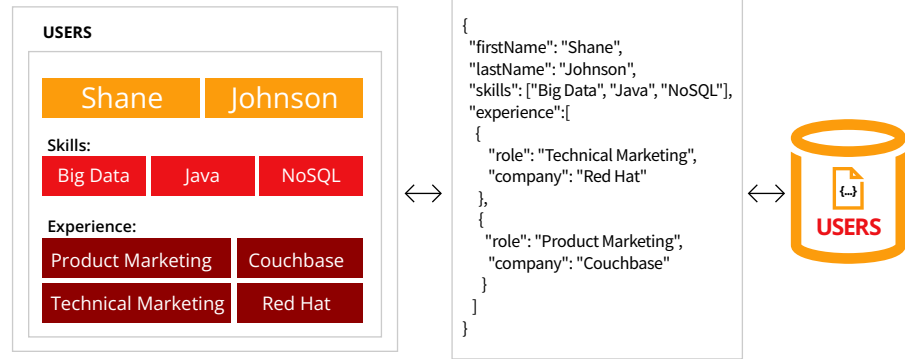 USERS
Shane Johnson
Skills:
Big Data Java NoSQL
Experience:
Product Marketing Couchbase
Technical Marketing Red Hat
{
"firstName": "Shane",
"lastName": "Johnson",
"skills": ["Big Data", "Java", "NoSQL"],
"experience":[
{
"role": "Technical Marketing",
"company": "Red Hat"
},
{
"role": "Product Marketing",
"company": "Couchbase"
}
]
}
{...}
USERS